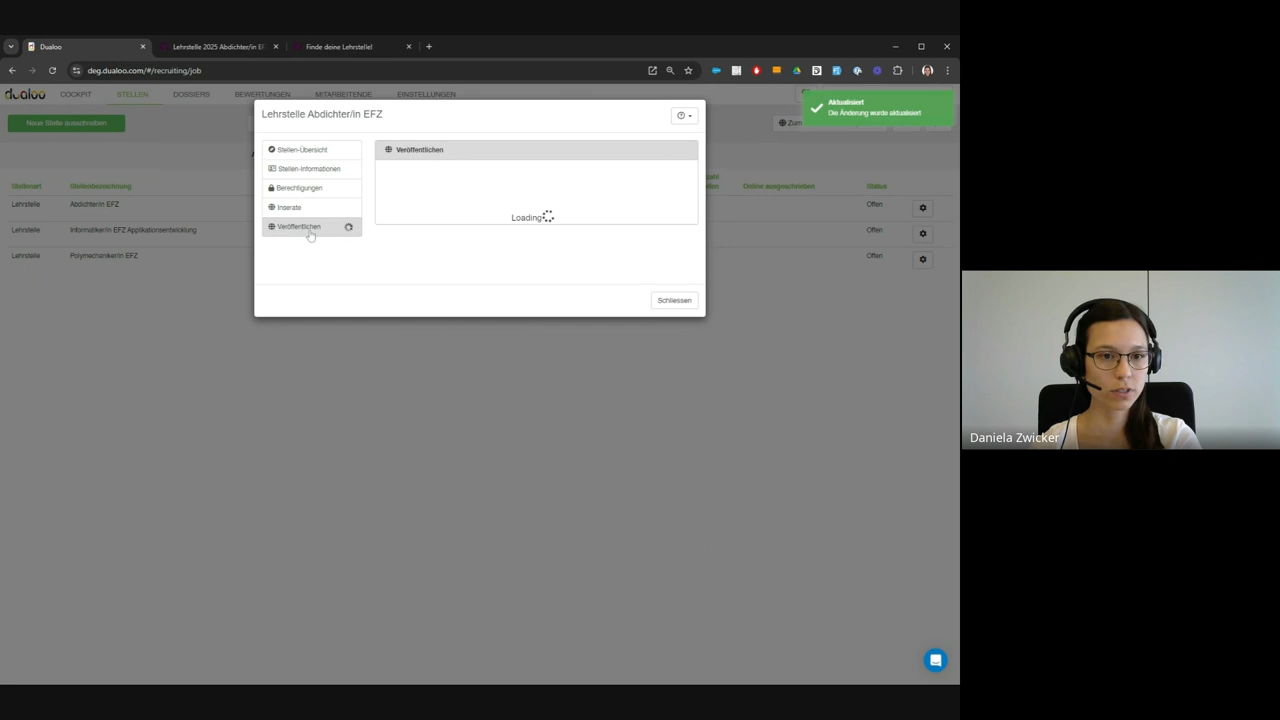 Dualoo
Lehrstelle 2025 Abdichter/in EF
Finde deine Lehrstelle!
deg.dualoo.com/#/recruiting/job
dualoo
COCKPIT
STELLEN
DOSSIERS
BEWERTUNGEN
MITARBEITENDE
EINSTELLUNGEN
Neue Stelle ausschreiben
Zum
Aktualisiert
Die Änderung wurde aktualisiert
Lehrstelle Abdichter/in EFZ
Stellen-Übersicht
Stellen-Informationen
Berechtigungen
Inserate
Veröffentlichen
Veröffentlichen
Loading
Schliessen
Stellenart
Stellenbezeichnung
Online ausgeschrieben
Status
Lehrstelle
Abdichter/in EFZ
Offen
Lehrstelle
Informatiker/in EFZ Applikationsentwicklung
Offen
Lehrstelle
Polymechaniker/in EFZ
Offen
Daniela Zwicker